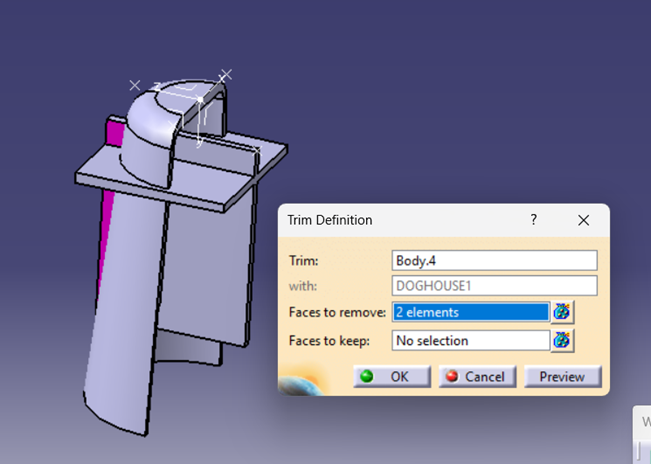 Trim Definition
?
Trim: Body.4
with: DOGHOUSE1
Faces to remove: 2 elements
Faces to keep: No selection
OK Cancel Preview
W